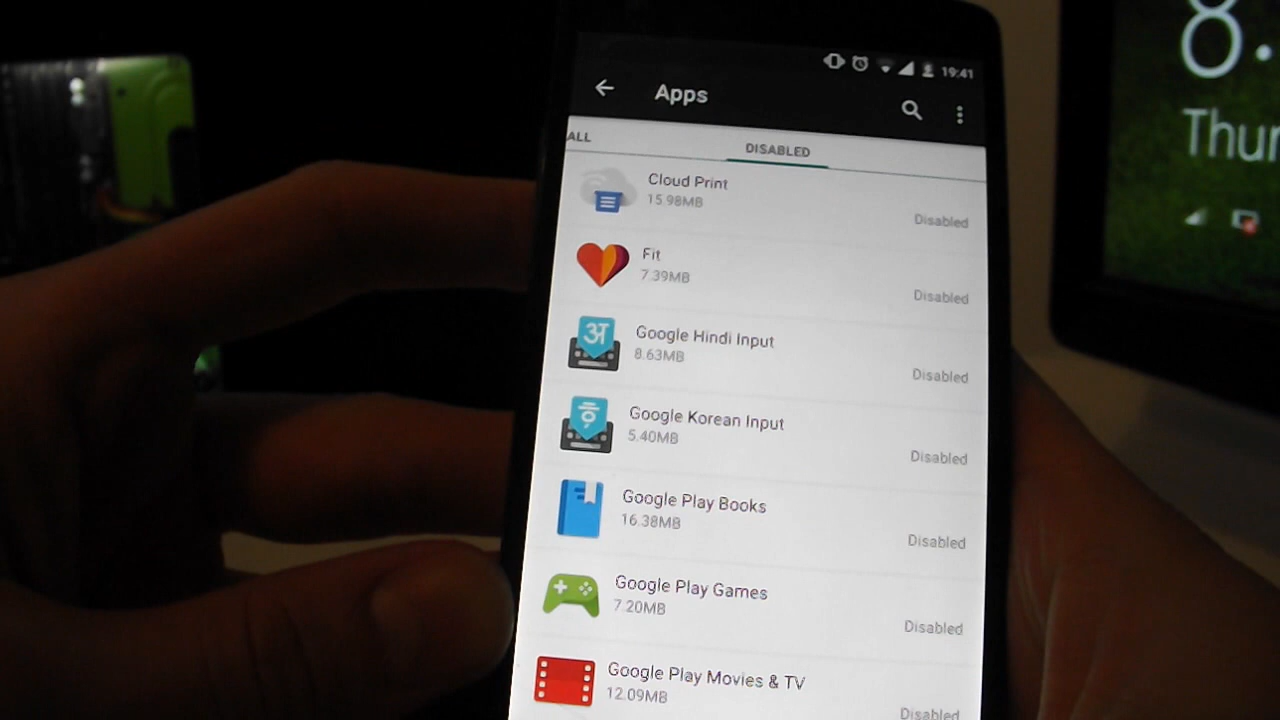 19:41
Apps
ALL
DISABLED
Cloud Print
15.98MB
Disabled
Fit
7.39MB
Disabled
अ
Google Hindi Input
8.63MB
Disabled
ㅎ
Google Korean Input
5.40MB
Disabled
Google Play Books
16.38MB
Disabled
Google Play Games
7.20MB
Disabled
Google Play Movies & TV
12.09MB
Disabled
8
Thur